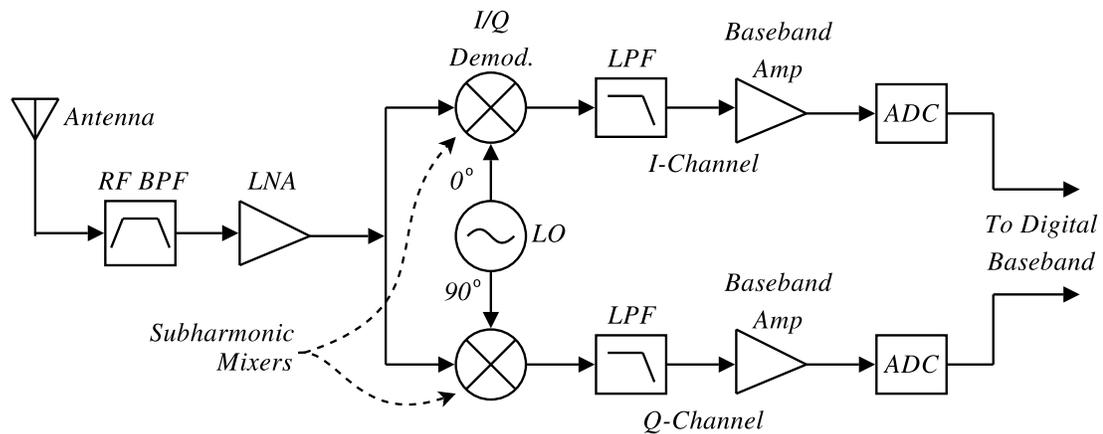 I/Q
Demod.
Baseband
Amp
LPF
ADC
Antenna
I-Channel
RF BPF
LNA
0°
LO
To Digital
Baseband
90°
Baseband
Amp
LPF
Subharmonic
Mixers
ADC
Q-Channel